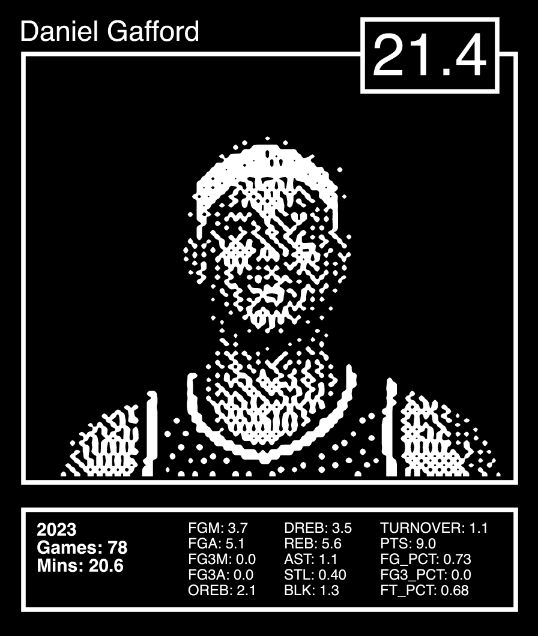 Daniel Gafford
21.4
2023
Games: 78
Mins: 20.6
FGM: 3.7
FGA: 5.1
FG3M: 0.0
FG3A: 0.0
OREB: 2.1
DREB: 3.5
REB: 5.6
AST: 1.1
STL: 0.40
BLK: 1.3
TURNOVER: 1.1
PTS: 9.0
FG_PCT: 0.73
FG3_PCT: 0.0
FT_PCT: 0.68